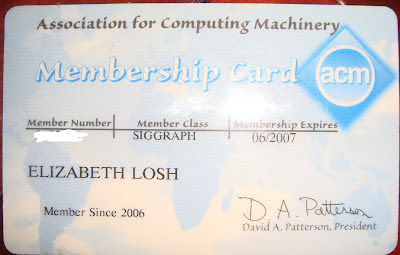 Association for Computing Machinery
Membership Card
acm
Member Number Member Class Membership Expires
SIGGRAPH 06/2007
ELIZABETH LOSH
Member Since 2006
D. A. Patterson
David A. Patterson, President